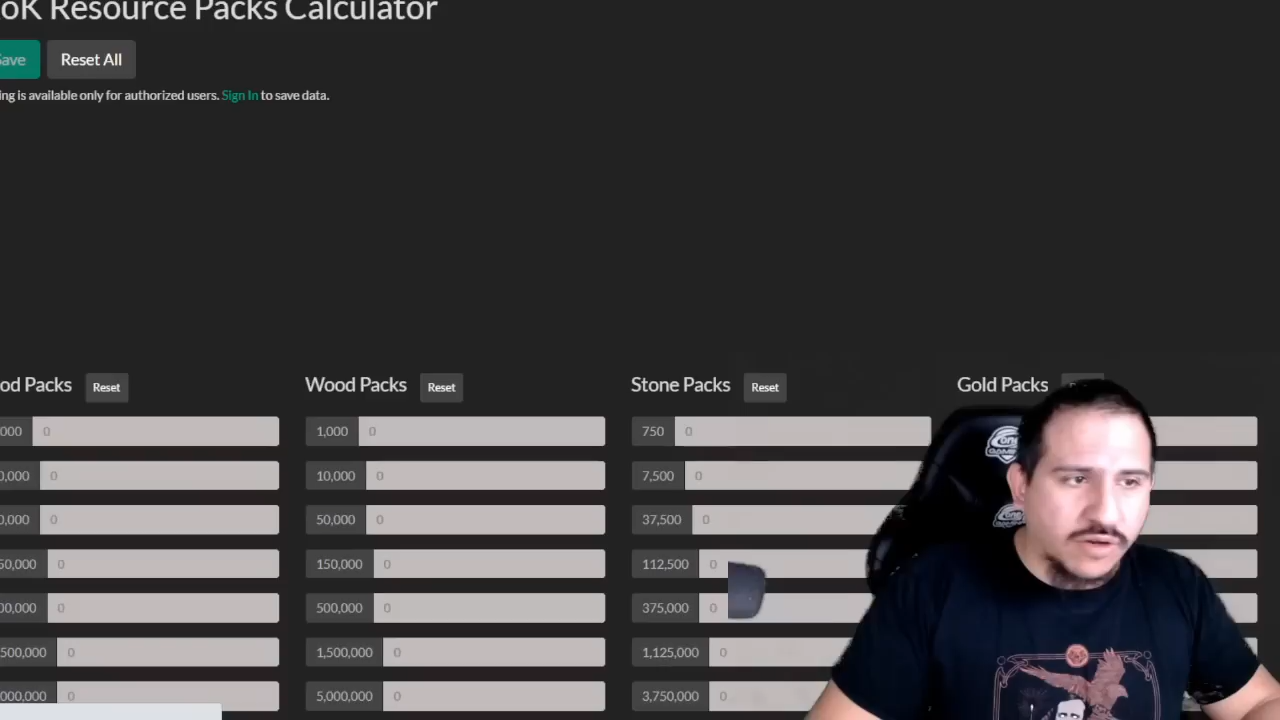 oK Resource Packs Calculator
Save
Reset All
ing is available only for authorized users. Sign In to save data.
od Packs Reset
Wood Packs Reset
Stone Packs Reset
Gold Packs
000 0
1,000 0
750 0
0,000 0
10,000 0
7,500 0
0,000 0
50,000 0
37,500 0
50,000 0
150,000 0
112,500 0
00,000 0
500,000 0
375,000 0
500,000 0
1,500,000 0
1,125,000 0
000,000 0
5,000,000 0
3,750,000 0